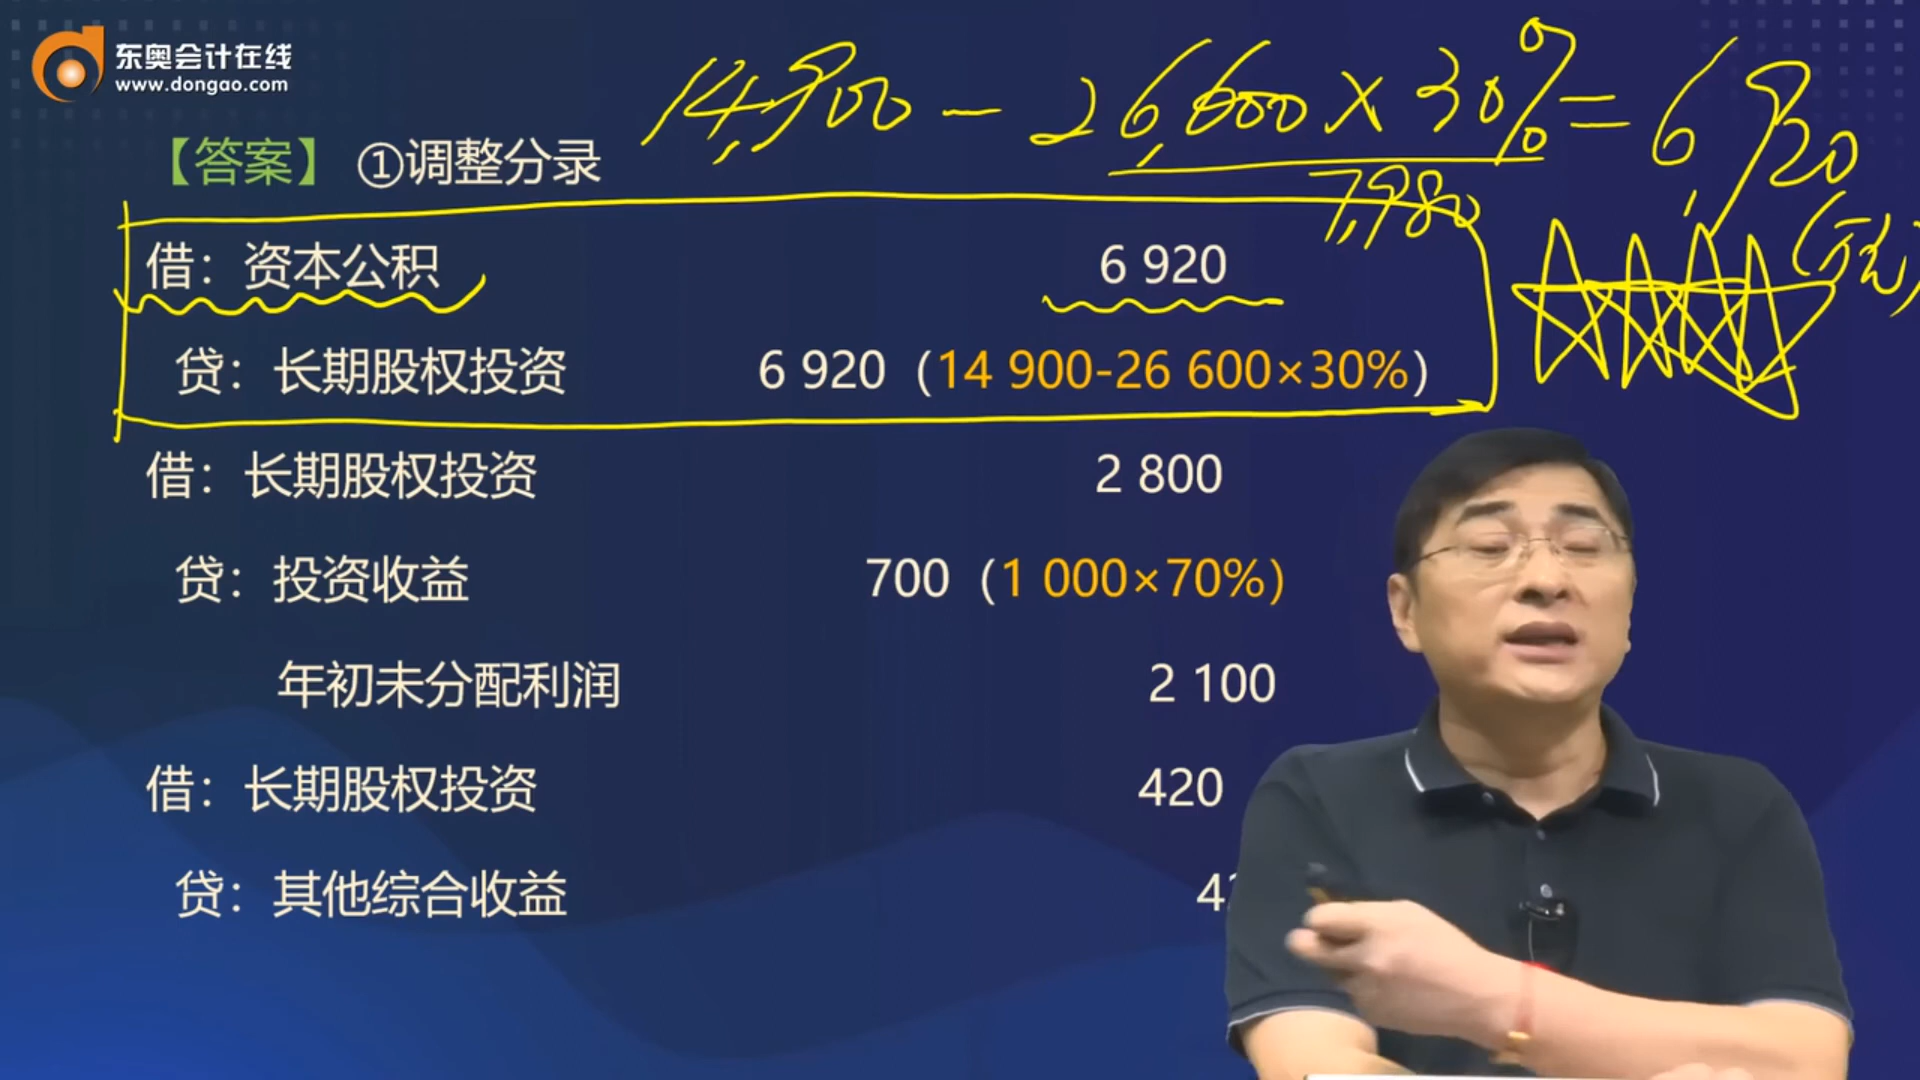 东奥会计在线
www.dongao.com
14,900 - 26,600 × 30% = 6,920
7,980
(万元)
【答案】 ①调整分录
借：资本公积 6 920
贷：长期股权投资 6 920（14 900-26 600×30%）
借：长期股权投资 2 800
贷：投资收益 700（1 000×70%）
年初未分配利润 2 100
借：长期股权投资 420
贷：其他综合收益